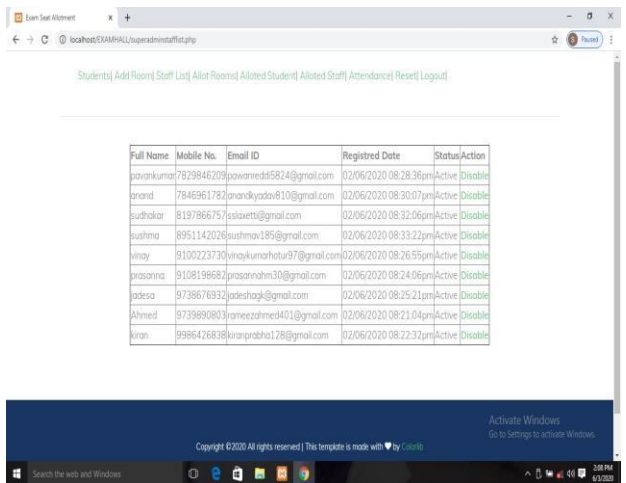 Exam Seat Allotment
localhost/EXAMHALL/superadminstafflist.php
Paused
Students| Add Room| Staff List| Allot Rooms| Alloted Student| Alloted Staff| Attendance| Reset| Logout|
Full Name Mobile No. Email ID Registred Date Status Action
pavankumar 7829846209 pawanreddi5824@gmail.com 02/06/2020 08:28:36pm Active Disable
anand 7846961782 anandkyadav810@gmail.com 02/06/2020 08:30:07pm Active Disable
sudhakar 8197866757 sslaxetti@gmail.com 02/06/2020 08:32:06pm Active Disable
sushma 8951142026 sushmav185@gmail.com 02/06/2020 08:33:22pm Active Disable
vinay 9100223730 vinaykumarhotur97@gmail.com 02/06/2020 08:26:55pm Active Disable
prasanna 9108198682 prasannahm30@gmail.com 02/06/2020 08:24:06pm Active Disable
jadesa 9738676932 jadeshagk@gmail.com 02/06/2020 08:25:21pm Active Disable
Ahmed 9739890803 rameezahmed401@gmail.com 02/06/2020 08:21:04pm Active Disable
kiran 9986426838 kiranprabha128@gmail.com 02/06/2020 08:22:32pm Active Disable
Activate Windows
Go to Settings to activate Windows.
Copyright ©2020 All rights reserved | This template is made with ♥ by Colorlib
Search the web and Windows
2:08 PM
6/3/2020